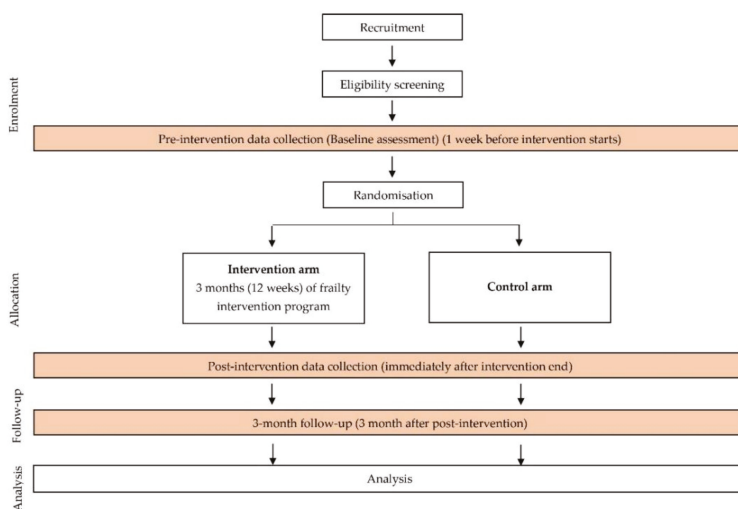 Recruitment
Enrolment
Eligibility screening
Pre-intervention data collection (Baseline assessment) (1 week before intervention starts)
Randomisation
Allocation
Intervention arm
3 months (12 weeks) of frailty
intervention program
Control arm
Post-intervention data collection (immediately after intervention end)
Follow-up
3-month follow-up (3 month after post-intervention)
Analysis
Analysis